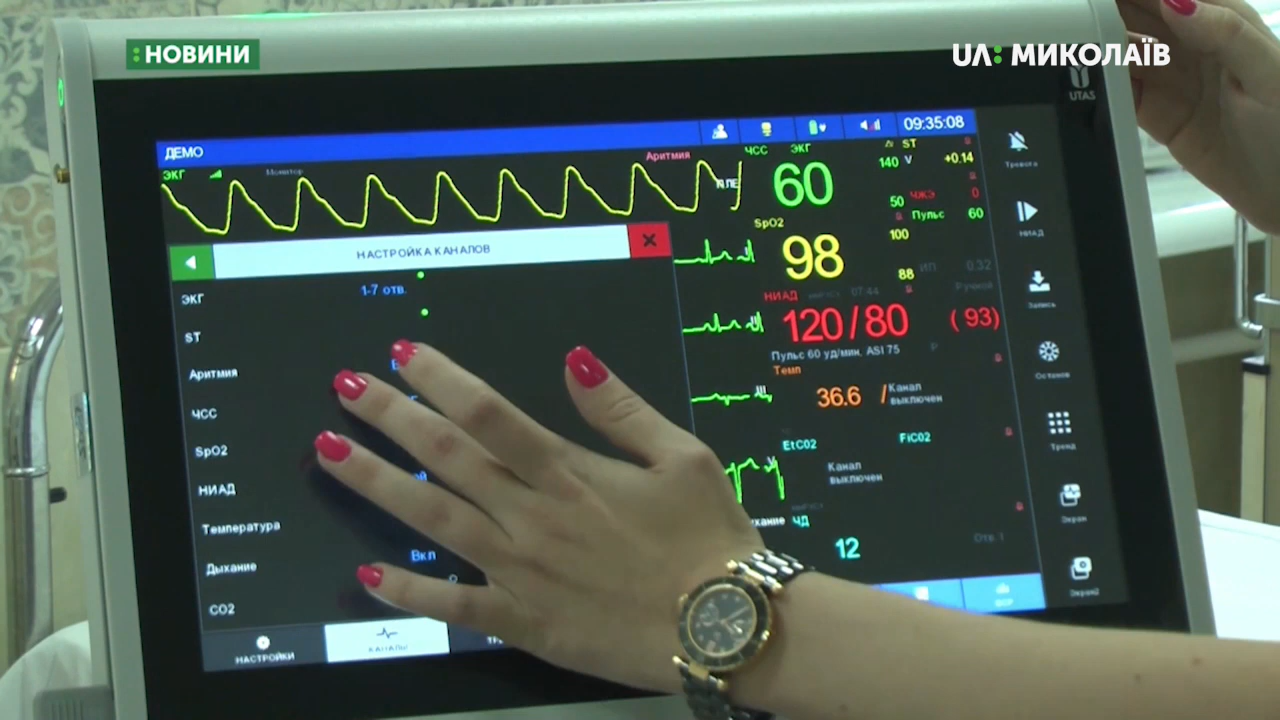 НОВИНИ
UA: МИКОЛАЇВ
UTAS
ДЕМО
09:35:08
ЭКГ
Монитор
Аритмия
ЧСС
ЭКГ
60
140
50
ST
V
+0.14
ЧЖЭ
0
Пульс
60
НАСТРОЙКА КАНАЛОВ
SpO2
98
100
88
ИП
0.32
ЭКГ
1-7 отв.
ST
Аритмия
ЧСС
SpO2
НИАД
Температура
Дыхание
Вкл
CO2
НИАД
07:44
Ручной
120/80
(93)
Пульс 60 уд/мин. ASI 75
Р
Темп
36.6
/
Канал
выключен
EtCO2
FiCO2
Канал
выключен
ЧД
12
Отв. I
НАСТРОЙКИ
КАНАЛЫ
Тревога
НИАД
Запись
Останов
Тренд
Экран
Экран2